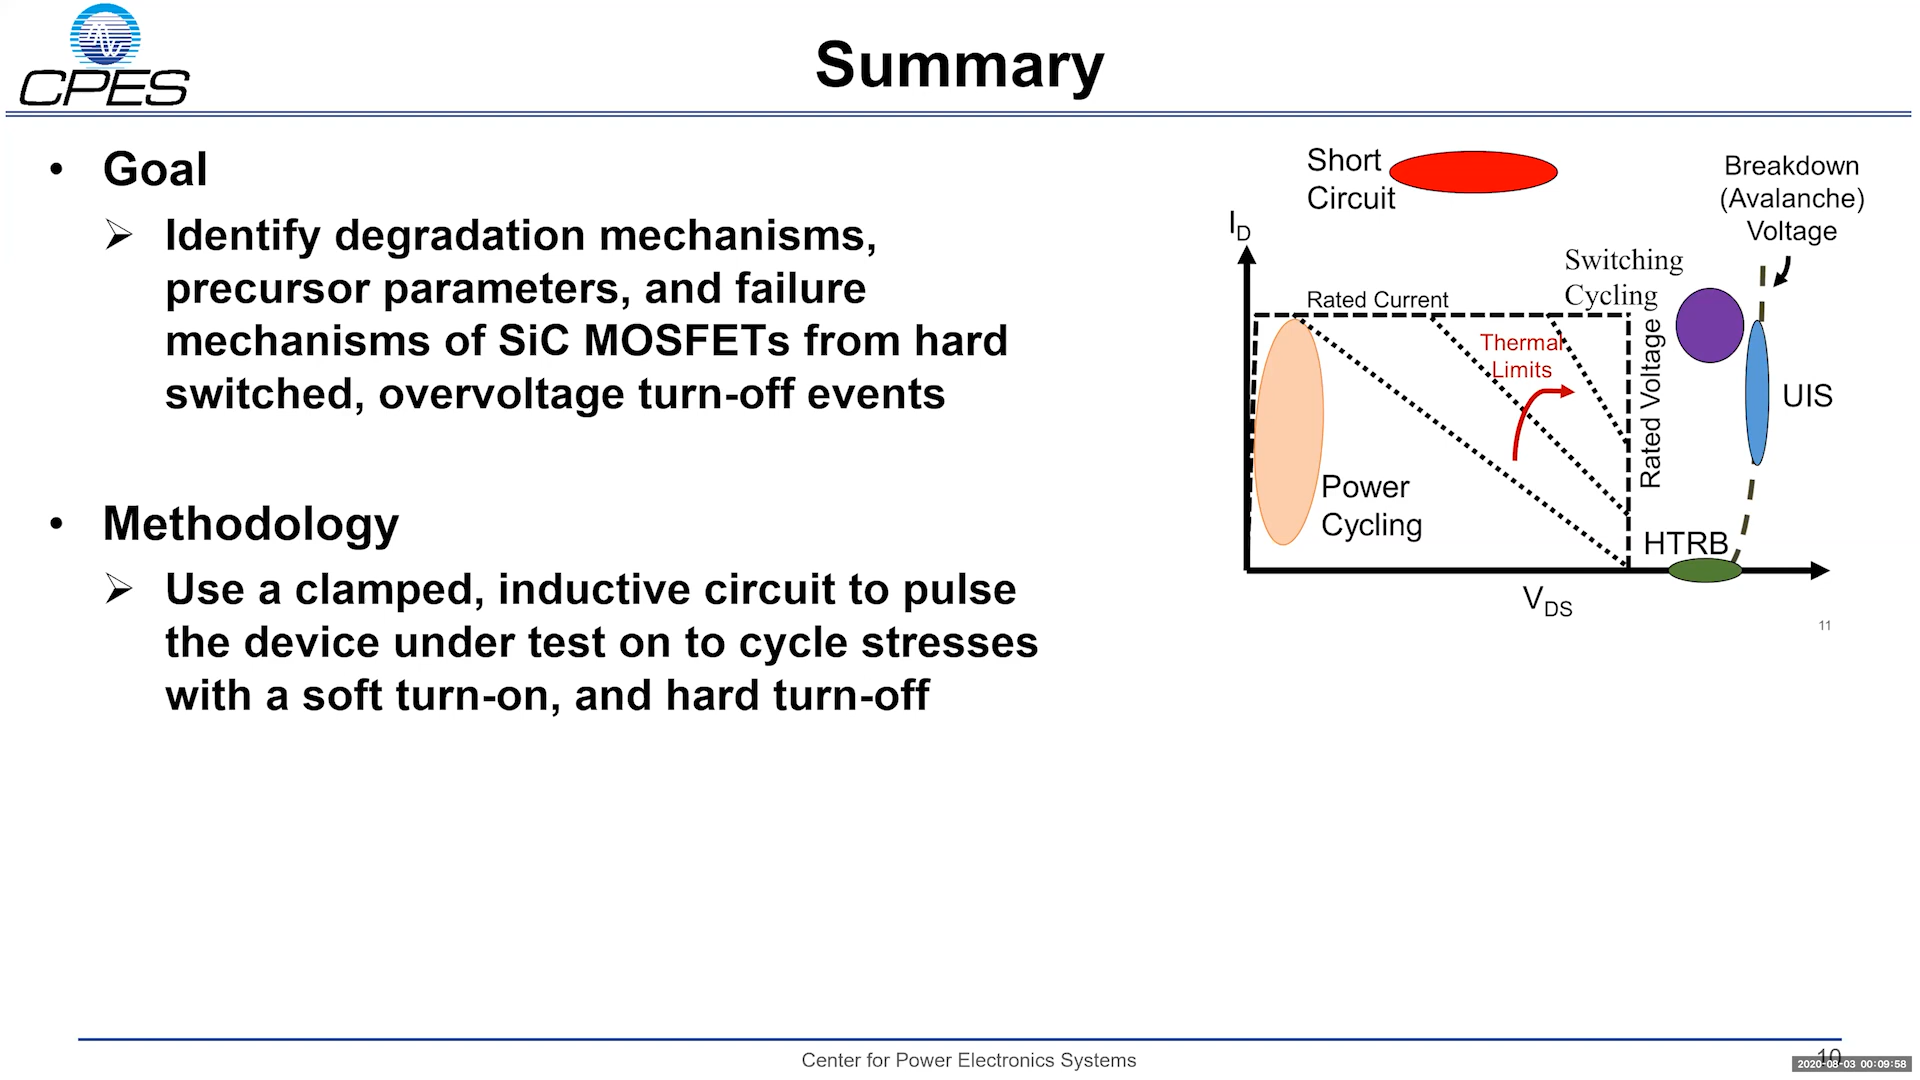 CPES
Summary
• Goal
➢ Identify degradation mechanisms,
precursor parameters, and failure
mechanisms of SiC MOSFETs from hard
switched, overvoltage turn-off events
• Methodology
➢ Use a clamped, inductive circuit to pulse
the device under test on to cycle stresses
with a soft turn-on, and hard turn-off
Short
Circuit
Breakdown
(Avalanche)
Voltage
I_D
Switching
Cycling
Rated Current
Thermal
Limits
Rated Voltage
UIS
Power
Cycling
HTRB
V_DS
11
Center for Power Electronics Systems
10
2020-08-03 00:09:58